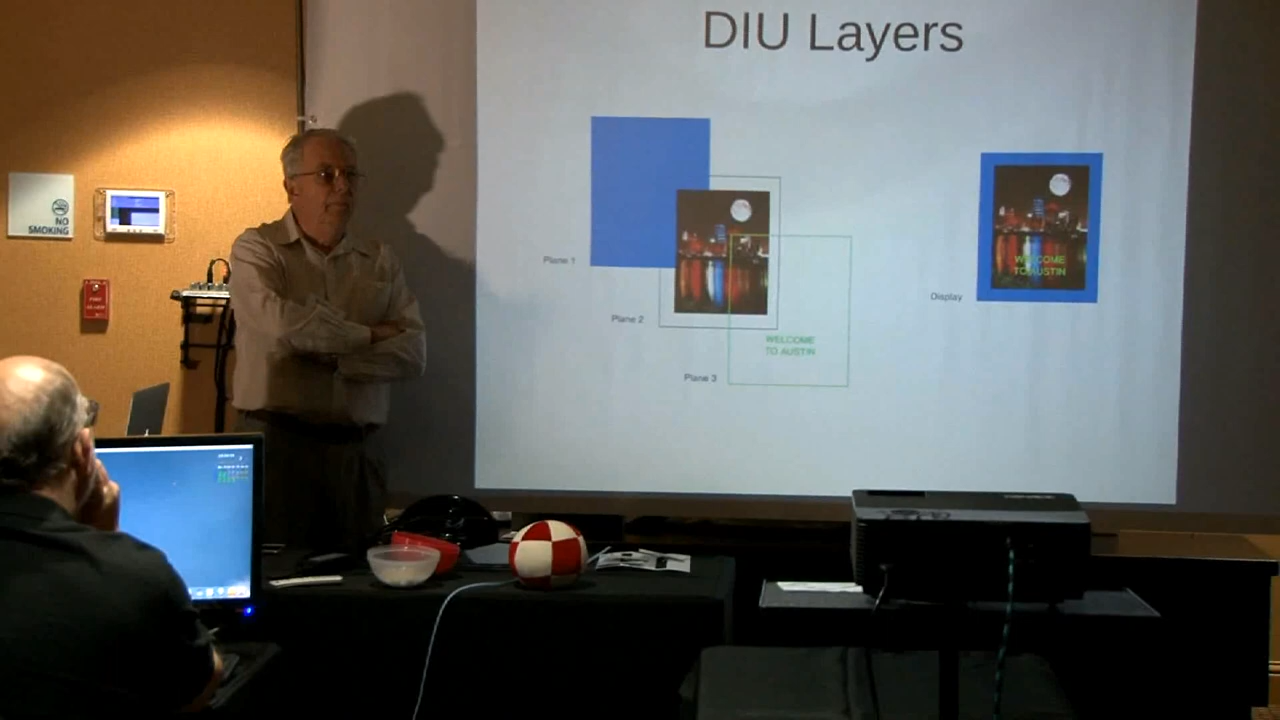 DIU Layers
NO
SMOKING
Plane 1
Plane 2
WELCOME
TO AUSTIN
Plane 3
WELCOME
TO AUSTIN
Display